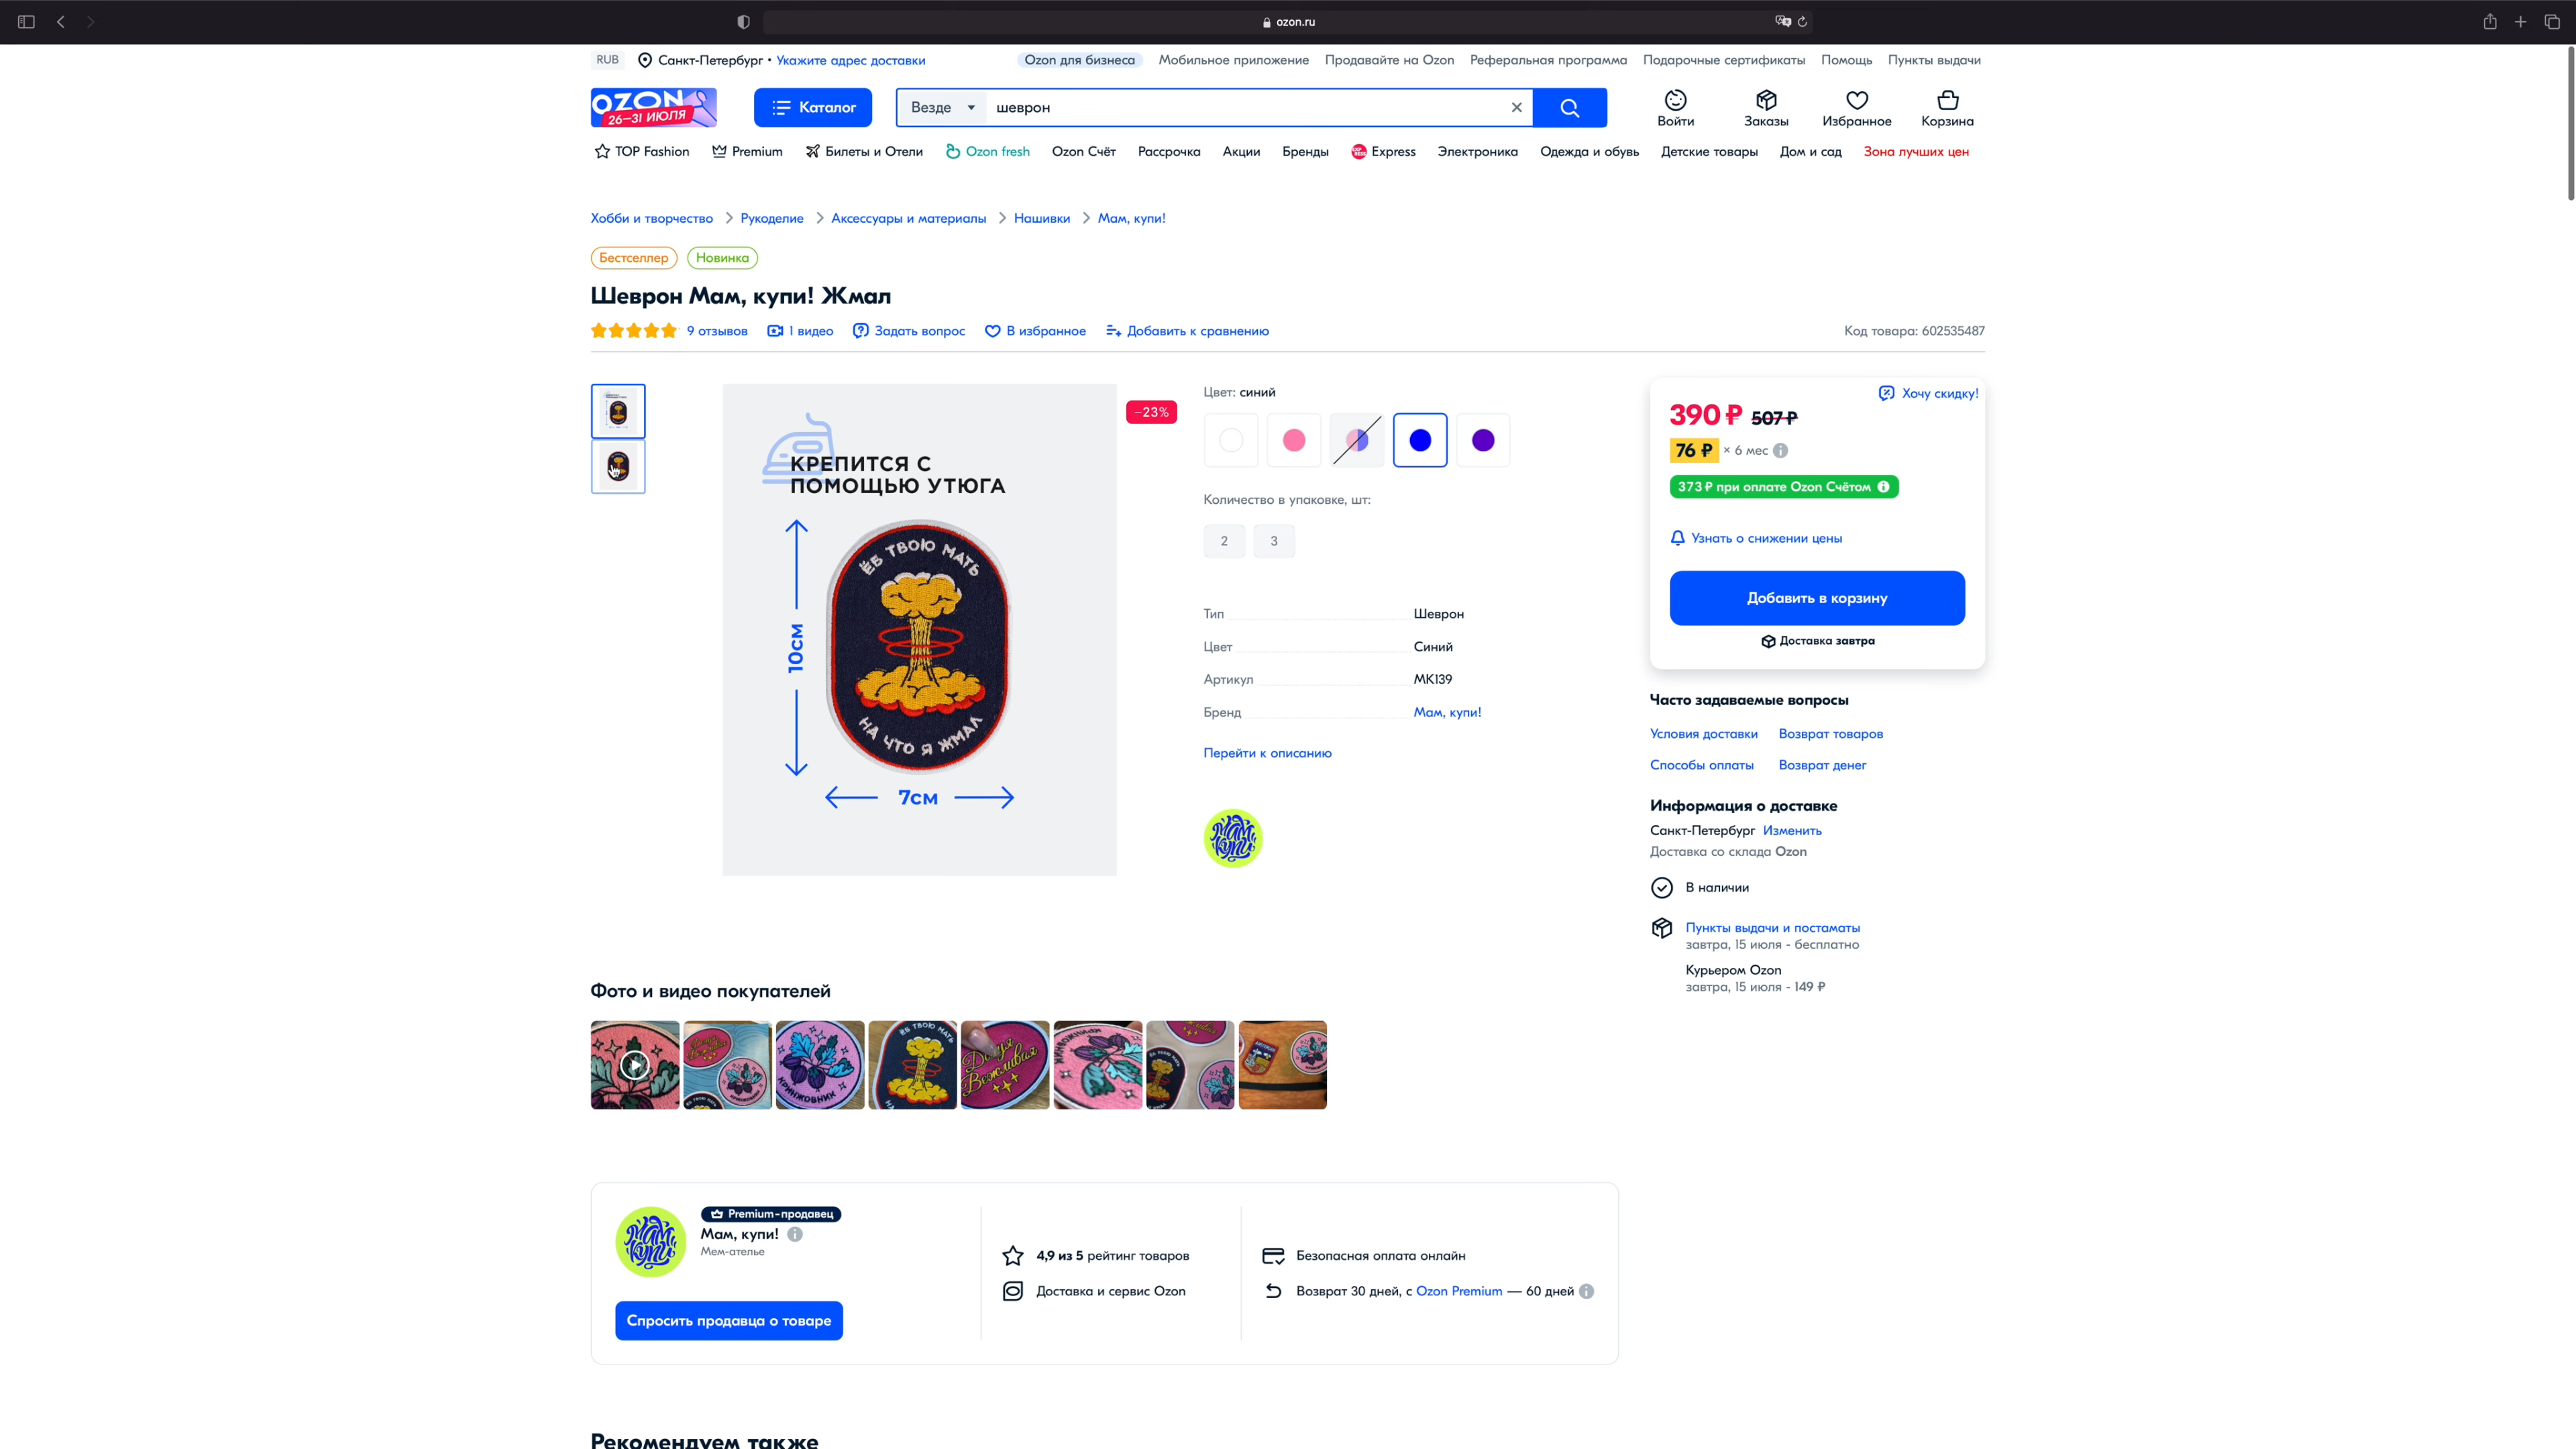 ozon.ru
RUB Санкт-Петербург • Укажите адрес доставки Ozon для бизнеса Мобильное приложение Продавайте на Ozon Реферальная программа Подарочные сертификаты Помощь Пункты выдачи
OZON
26–31 ИЮЛЯ
Каталог
Везде шеврон
Войти Заказы Избранное Корзина
TOP Fashion Premium Билеты и Отели Ozon fresh Ozon Счёт Рассрочка Акции Бренды Express Электроника Одежда и обувь Детские товары Дом и сад Зона лучших цен
Хобби и творчество Рукоделие Аксессуары и материалы Нашивки Мам, купи!
Бестселлер Новинка
Шеврон Мам, купи! Жмал
9 отзывов 1 видео Задать вопрос В избранное Добавить к сравнению Код товара: 602535487
КРЕПИТСЯ С
ПОМОЩЬЮ УТЮГА
ЁБ ТВОЮ МАТЬ
10см
НА ЧТО Я ЖМАЛ
7см
–23%
Цвет: синий
Количество в упаковке, шт:
2 3
Тип Шеврон
Цвет Синий
Артикул МК139
Бренд Мам, купи!
Перейти к описанию
мам купи
Хочу скидку!
390 ₽ 507 ₽
76 ₽ × 6 мес
373 ₽ при оплате Ozon Счётом
Узнать о снижении цены
Добавить в корзину
Доставка завтра
Часто задаваемые вопросы
Условия доставки Возврат товаров
Способы оплаты Возврат денег
Информация о доставке
Санкт-Петербург Изменить
Доставка со склада Ozon
В наличии
Пункты выдачи и постаматы
завтра, 15 июля - бесплатно
Курьером Ozon
завтра, 15 июля - 149 ₽
Фото и видео покупателей
КРИНЖОВНИК
ЁБ ТВОЮ МАТЬ
Premium-продавец
Мам, купи!
Мем-ателье
мам купи
Спросить продавца о товаре
4,9 из 5 рейтинг товаров
Доставка и сервис Ozon
Безопасная оплата онлайн
Возврат 30 дней, с Ozon Premium — 60 дней
Рекомендуем также